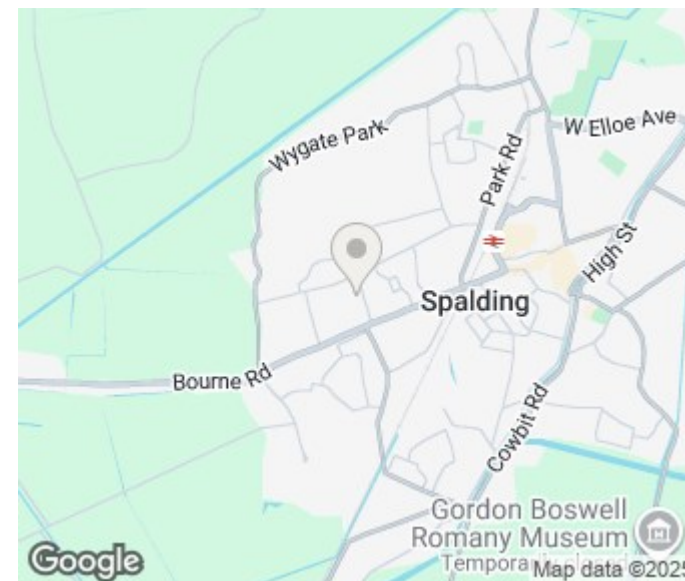 W Elloe Ave
Wygate Park
Park Rd
High St
Spalding
Bourne Rd
Cowbit Rd
Gordon Boswell
Romany Museum
Google
Map data ©2025